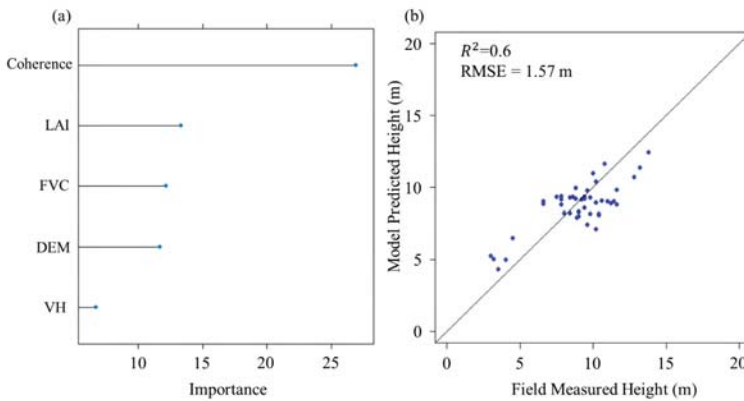 (a)
Coherence
LAI
FVC
DEM
VH
10 15 20 25
Importance
(b)
R²=0.6
RMSE = 1.57 m
Model Predicted Height (m)
20
15
10
5
0
0 5 10 15 20
Field Measured Height (m)